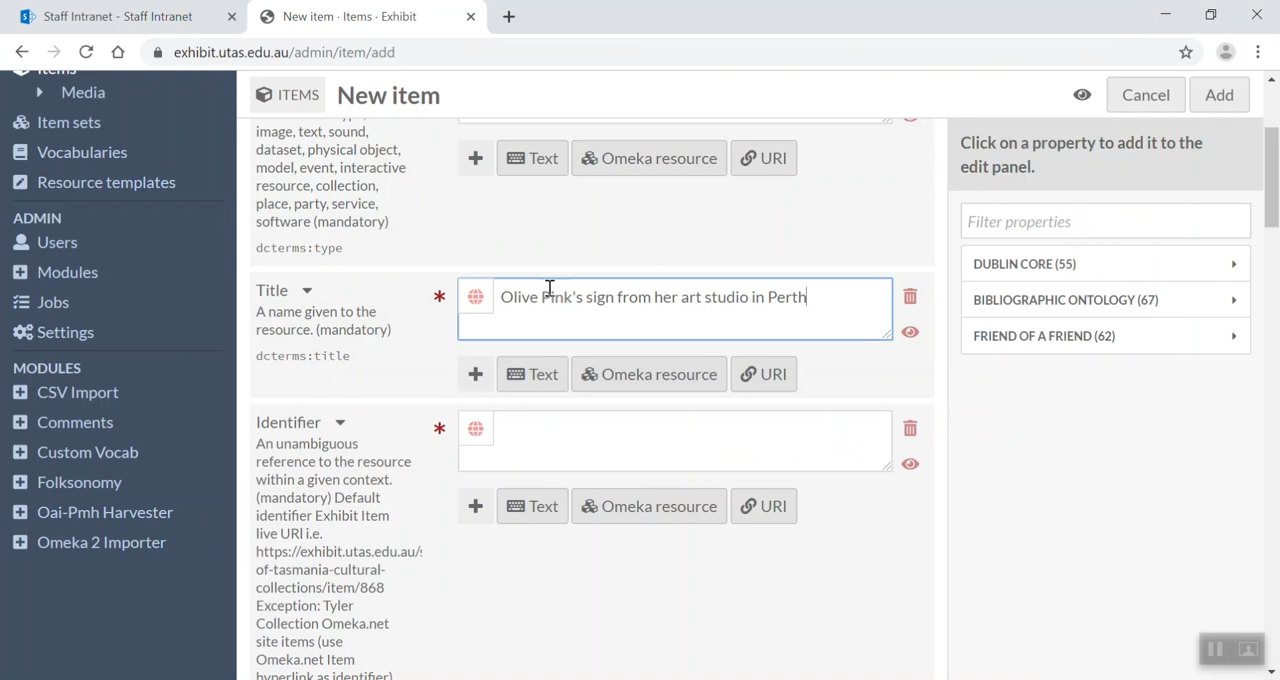 Staff Intranet - Staff Intranet
New item · Items · Exhibit
exhibit.utas.edu.au/admin/item/add
Items
Media
Item sets
Vocabularies
Resource templates
ADMIN
Users
Modules
Jobs
Settings
MODULES
CSV Import
Comments
Custom Vocab
Folksonomy
Oai-Pmh Harvester
Omeka 2 Importer
ITEMS New item
Cancel Add
image, text, sound,
dataset, physical object,
model, event, interactive
resource, collection,
place, party, service,
software (mandatory)
dcterms:type
Text Omeka resource URI
Title
A name given to the
resource. (mandatory)
dcterms:title
Olive Pink's sign from her art studio in Perth
Text Omeka resource URI
Identifier
An unambiguous
reference to the resource
within a given context.
(mandatory) Default
identifier Exhibit Item
live URI i.e.
https://exhibit.utas.edu.au/s
of-tasmania-cultural-
collections/item/868
Exception: Tyler
Collection Omeka.net
site items (use
Omeka.net Item
hyperlink as identifier)
Text Omeka resource URI
Click on a property to add it to the
edit panel.
Filter properties
DUBLIN CORE (55)
BIBLIOGRAPHIC ONTOLOGY (67)
FRIEND OF A FRIEND (62)